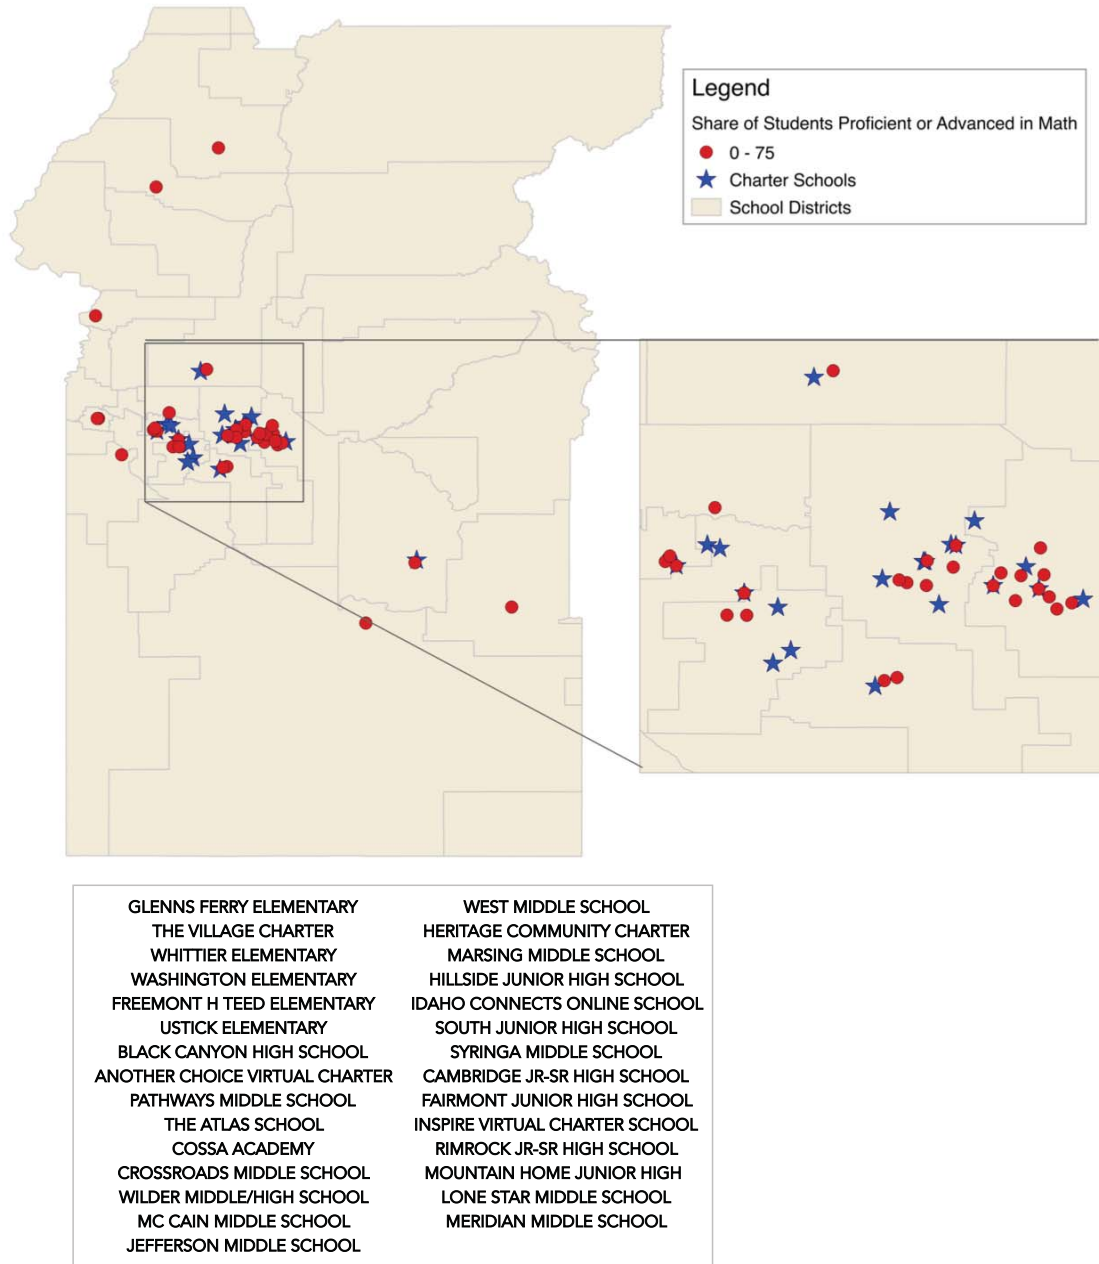 Legend
Share of Students Proficient or Advanced in Math
0 - 75
Charter Schools
School Districts
GLENNS FERRY ELEMENTARY
THE VILLAGE CHARTER
WHITTIER ELEMENTARY
WASHINGTON ELEMENTARY
FREEMONT H TEED ELEMENTARY
USTICK ELEMENTARY
BLACK CANYON HIGH SCHOOL
ANOTHER CHOICE VIRTUAL CHARTER
PATHWAYS MIDDLE SCHOOL
THE ATLAS SCHOOL
COSSA ACADEMY
CROSSROADS MIDDLE SCHOOL
WILDER MIDDLE/HIGH SCHOOL
MC CAIN MIDDLE SCHOOL
JEFFERSON MIDDLE SCHOOL
WEST MIDDLE SCHOOL
HERITAGE COMMUNITY CHARTER
MARSING MIDDLE SCHOOL
HILLSIDE JUNIOR HIGH SCHOOL
IDAHO CONNECTS ONLINE SCHOOL
SOUTH JUNIOR HIGH SCHOOL
SYRINGA MIDDLE SCHOOL
CAMBRIDGE JR-SR HIGH SCHOOL
FAIRMONT JUNIOR HIGH SCHOOL
INSPIRE VIRTUAL CHARTER SCHOOL
RIMROCK JR-SR HIGH SCHOOL
MOUNTAIN HOME JUNIOR HIGH
LONE STAR MIDDLE SCHOOL
MERIDIAN MIDDLE SCHOOL